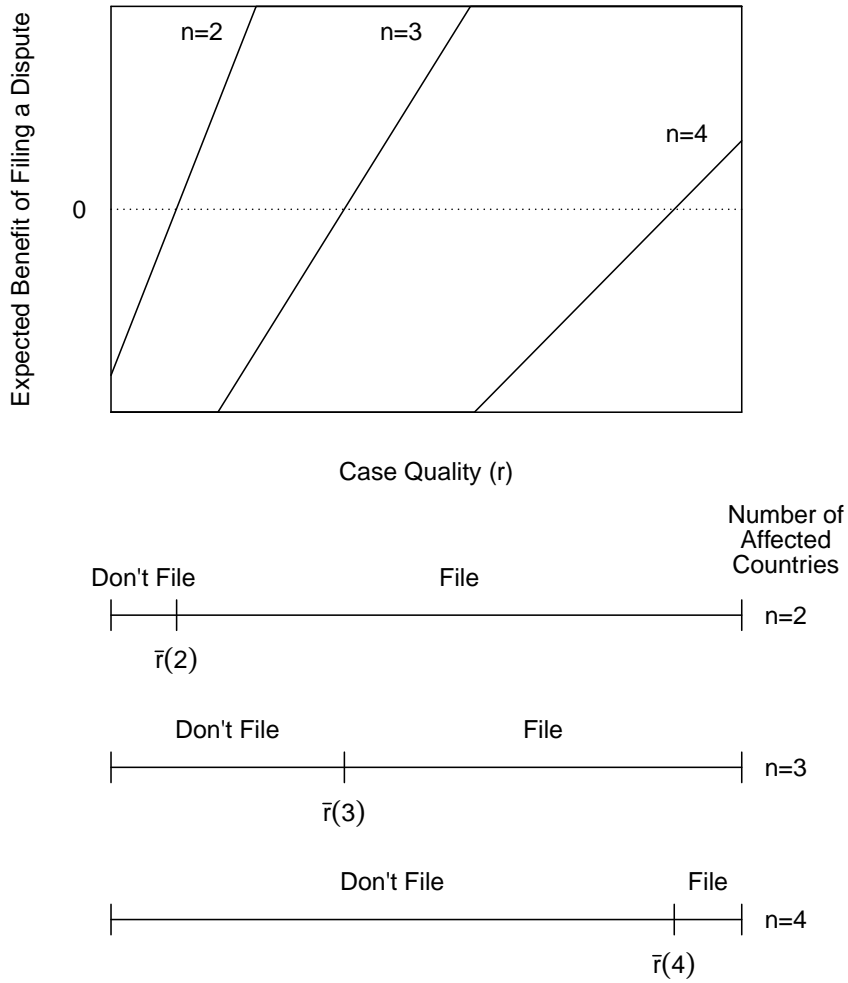 Expected Benefit of Filing a Dispute
n=2
n=3
n=4
0
Case Quality (r)
Number of
Affected
Countries
Don't File
File
n=2
r̄(2)
Don't File
File
n=3
r̄(3)
Don't File
File
n=4
r̄(4)